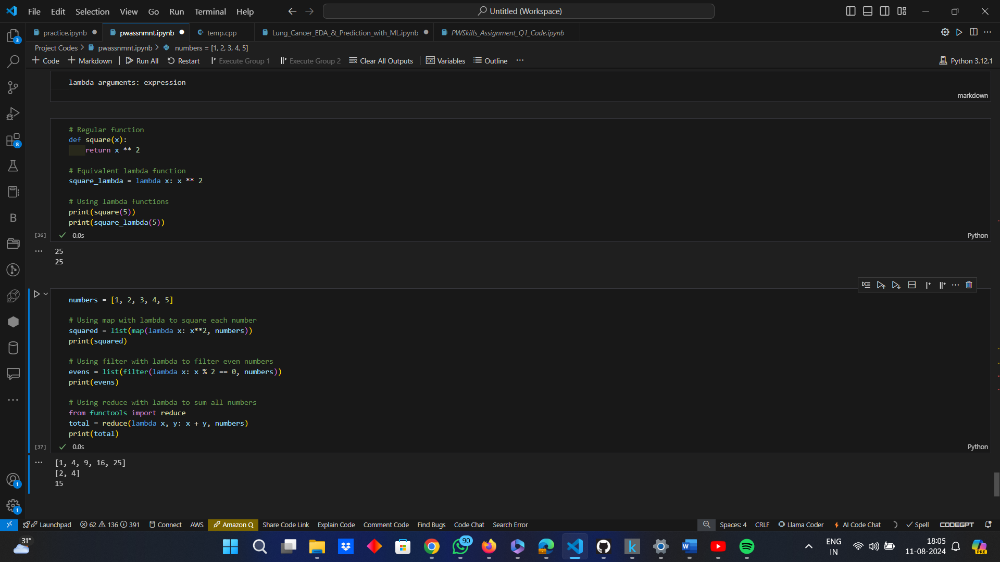 File Edit Selection View Go Run Terminal Help Untitled (Workspace)
practice.ipynb pwassnmnt.ipynb temp.cpp Lung_Cancer_EDA_&_Prediction_with_ML.ipynb PWSkills_Assignment_Q1_Code.ipynb
Project Codes > pwassnmnt.ipynb > numbers = [1, 2, 3, 4, 5]
+ Code + Markdown | Run All Restart Execute Group 1 Execute Group 2 Clear All Outputs | Variables Outline ... Python 3.12.1
lambda arguments: expression
markdown
# Regular function
def square(x):
    return x ** 2
# Equivalent lambda function
square_lambda = lambda x: x ** 2
# Using lambda functions
print(square(5))
print(square_lambda(5))
[36] 0.0s Python
25
25
numbers = [1, 2, 3, 4, 5]
# Using map with lambda to square each number
squared = list(map(lambda x: x**2, numbers))
print(squared)
# Using filter with lambda to filter even numbers
evens = list(filter(lambda x: x % 2 == 0, numbers))
print(evens)
# Using reduce with lambda to sum all numbers
from functools import reduce
total = reduce(lambda x, y: x + y, numbers)
print(total)
[37] 0.0s Python
[1, 4, 9, 16, 25]
[2, 4]
15
3
8
B
1
1
Launchpad 62 136 391 Connect AWS Amazon Q Share Code Link Explain Code Comment Code Find Bugs Code Chat Search Error Spaces: 4 CRLF Llama Coder AI Code Chat Spell CODEGPT
31° 90 k W ENG 18:05 PRE
IN 11-08-2024